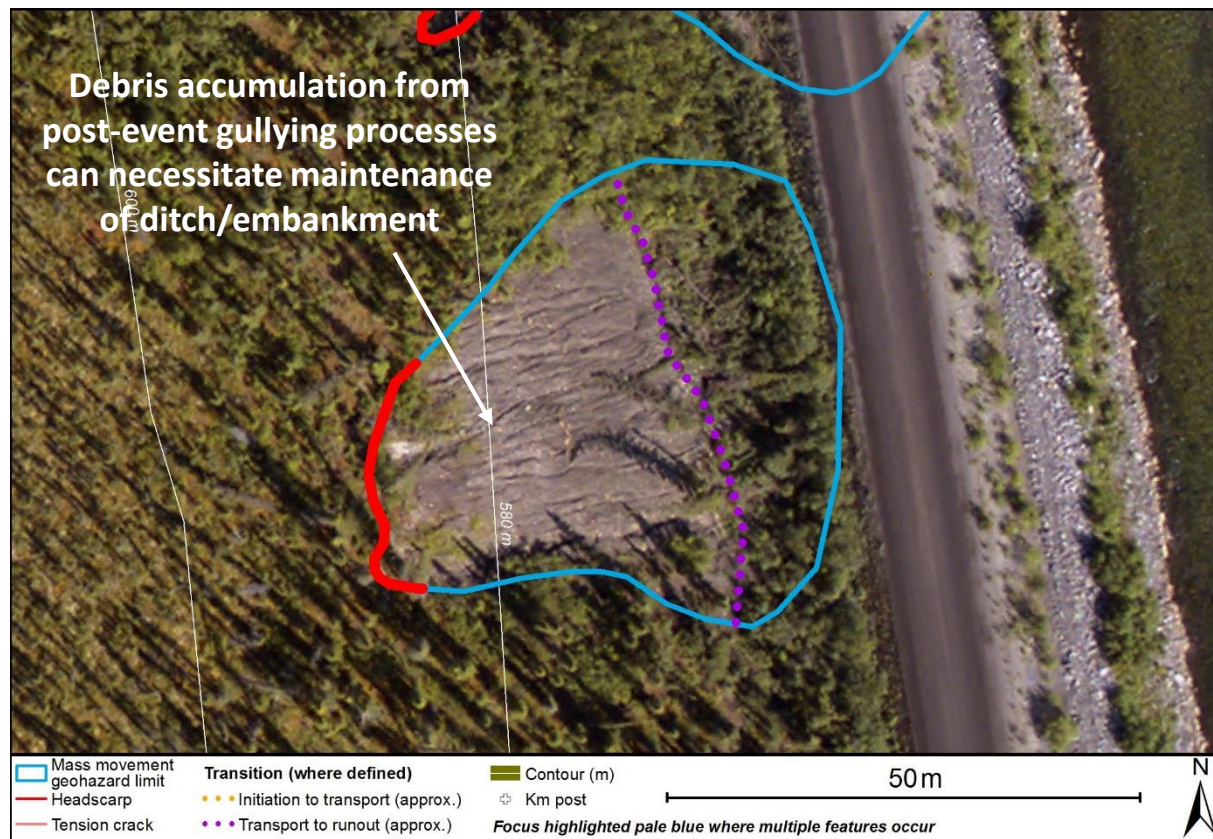 Debris accumulation from
post-event gullying processes
can necessitate maintenance
of ditch/embankment
600 m
580 m
Mass movement
geohazard limit
Headscarp
Tension crack
Transition (where defined)
Initiation to transport (approx.)
Transport to runout (approx.)
Contour (m)
Km post
Focus highlighted pale blue where multiple features occur
50 m
N